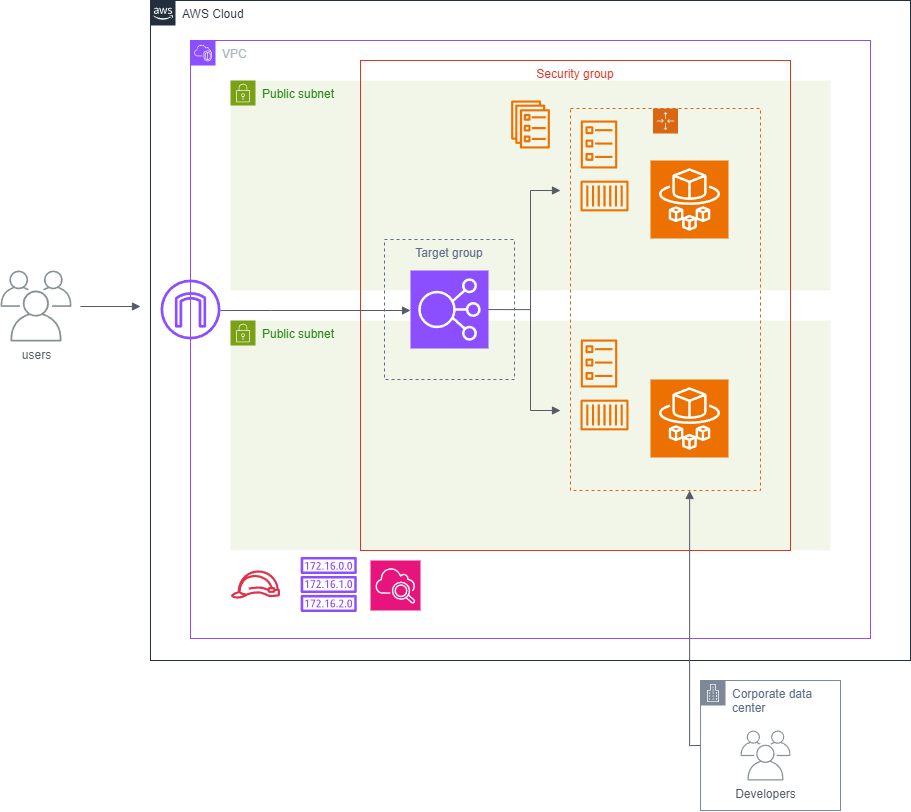 aws
AWS Cloud
VPC
Security group
Public subnet
Target group
Public subnet
users
172.16.0.0
172.16.1.0
172.16.2.0
Corporate data
center
Developers